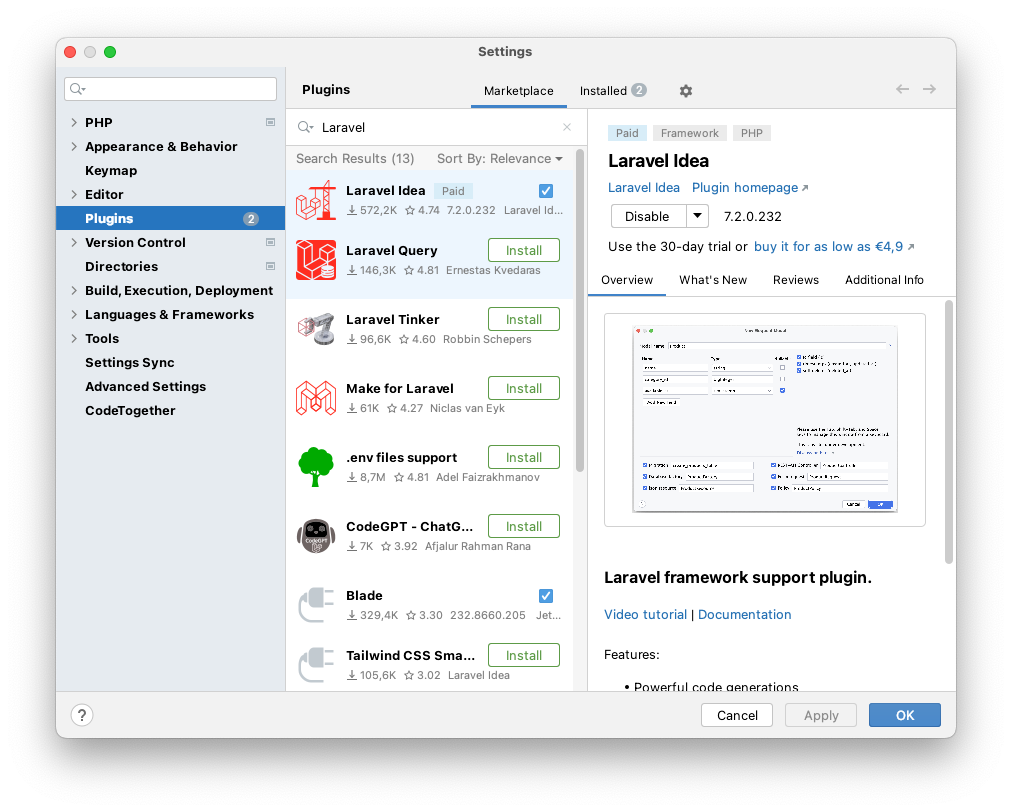 Settings
PHP
Appearance & Behavior
Keymap
Editor
Plugins 2
Version Control
Directories
Build, Execution, Deployment
Languages & Frameworks
Tools
Settings Sync
Advanced Settings
CodeTogether
Plugins Marketplace Installed 2
Laravel
Search Results (13) Sort By: Relevance
Laravel Idea Paid
572,2K 4.74 7.2.0.232 Laravel Id...
Laravel Query Install
146,3K 4.81 Ernestas Kvedaras
Laravel Tinker Install
96,6K 4.60 Robbin Schepers
Make for Laravel Install
61K 4.27 Niclas van Eyk
.env files support Install
8,7M 4.81 Adel Faizrakhmanov
CodeGPT
CodeGPT - ChatG... Install
7K 3.92 Afjalur Rahman Rana
Blade
329,4K 3.30 232.8660.205 Jet...
Tailwind CSS Sma... Install
105,6K 3.02 Laravel Idea
Paid Framework PHP
Laravel Idea
Laravel Idea Plugin homepage
Disable 7.2.0.232
Use the 30-day trial or buy it for as low as €4,9
Overview What's New Reviews Additional Info
Cancel
Laravel framework support plugin.
Video tutorial | Documentation
Features:
• Powerful code generations
? Cancel Apply OK